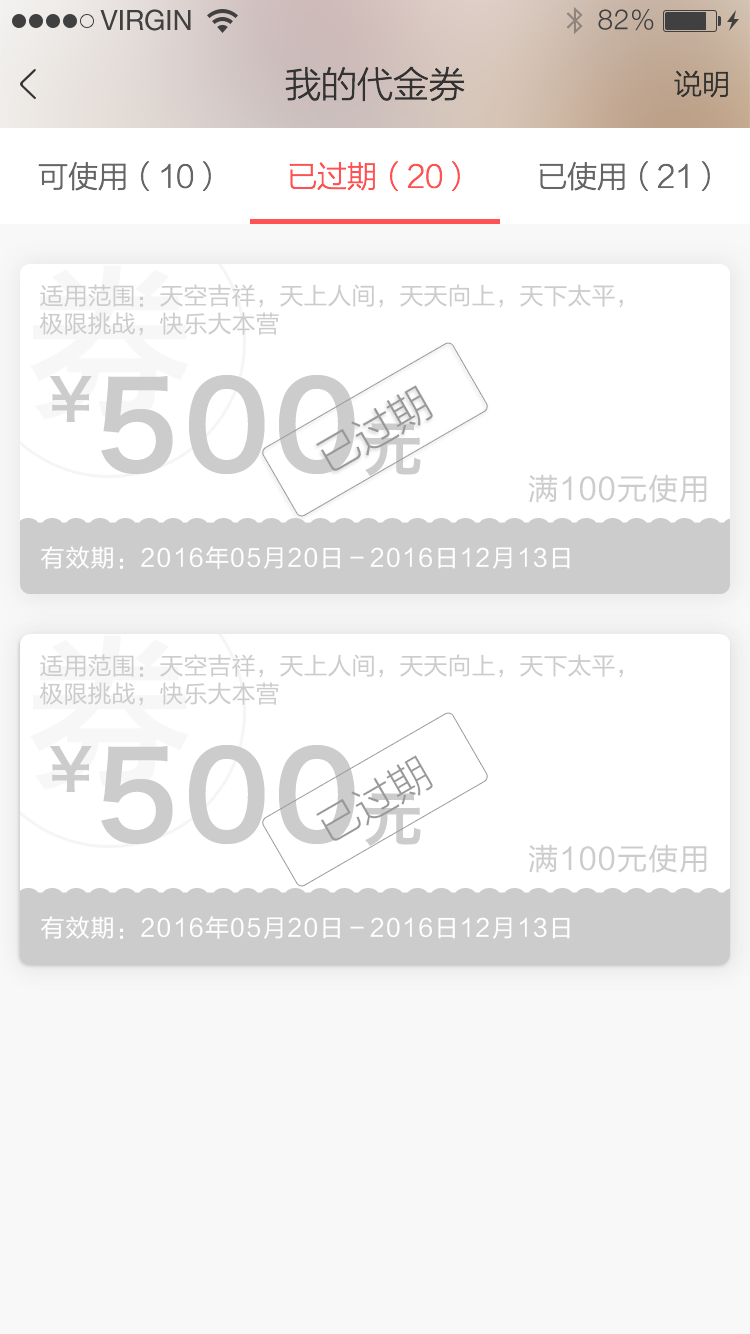 VIRGIN 82%
我的代金券 说明
可使用（10） 已过期（20） 已使用（21）
券
适用范围：天空吉祥，天上人间，天天向上，天下太平，
极限挑战，快乐大本营
¥500元
已过期
满100元使用
有效期：2016年05月20日－2016日12月13日
券
适用范围：天空吉祥，天上人间，天天向上，天下太平，
极限挑战，快乐大本营
¥500元
已过期
满100元使用
有效期：2016年05月20日－2016日12月13日